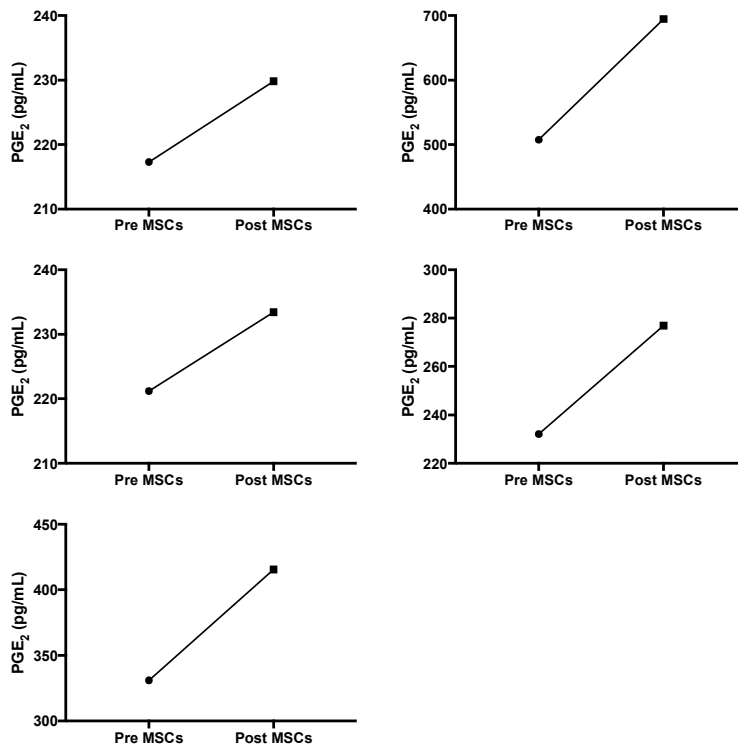 240
230
220
210
PGE₂ (pg/mL)
Pre MSCs Post MSCs
700
600
500
400
PGE₂ (pg/mL)
Pre MSCs Post MSCs
240
230
220
210
PGE₂ (pg/mL)
Pre MSCs Post MSCs
300
280
260
240
220
PGE₂ (pg/mL)
Pre MSCs Post MSCs
450
400
350
300
PGE₂ (pg/mL)
Pre MSCs Post MSCs